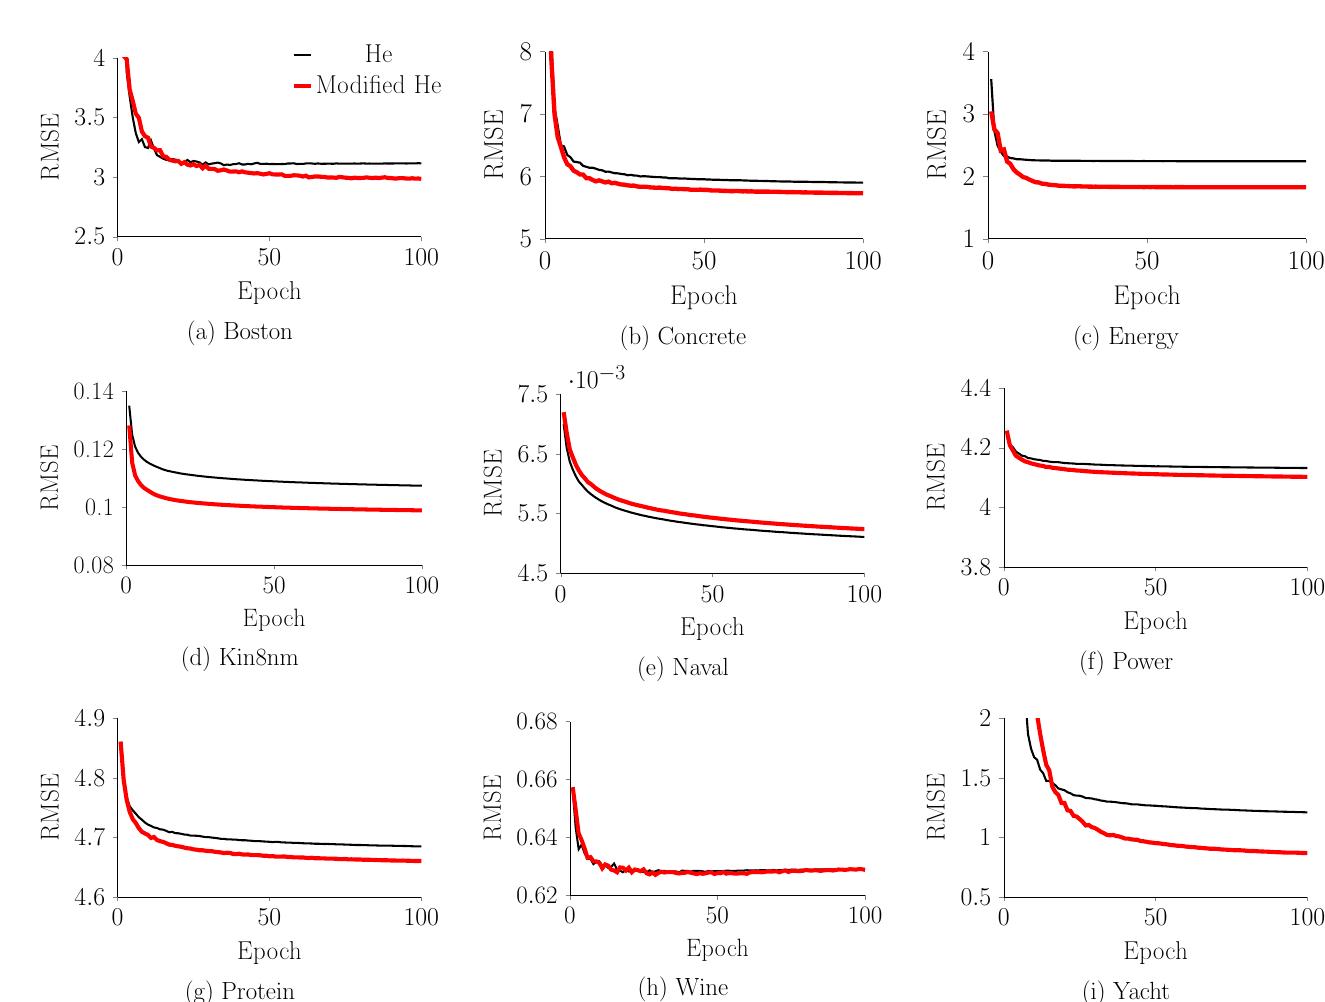 He
Modified He
4
3.5
3
2.5
RMSE
0
50
100
Epoch
(a) Boston
8
7
6
5
RMSE
0
50
100
Epoch
(b) Concrete
4
3
2
1
RMSE
0
50
100
Epoch
(c) Energy
0.14
0.12
0.1
0.08
RMSE
0
50
100
Epoch
(d) Kin8nm
·10⁻³
7.5
6.5
5.5
4.5
RMSE
0
50
100
Epoch
(e) Naval
4.4
4.2
4
3.8
RMSE
0
50
100
Epoch
(f) Power
4.9
4.8
4.7
4.6
RMSE
0
50
100
Epoch
(g) Protein
0.68
0.66
0.64
0.62
RMSE
0
50
100
Epoch
(h) Wine
2
1.5
1
0.5
RMSE
0
50
100
Epoch
(i) Yacht